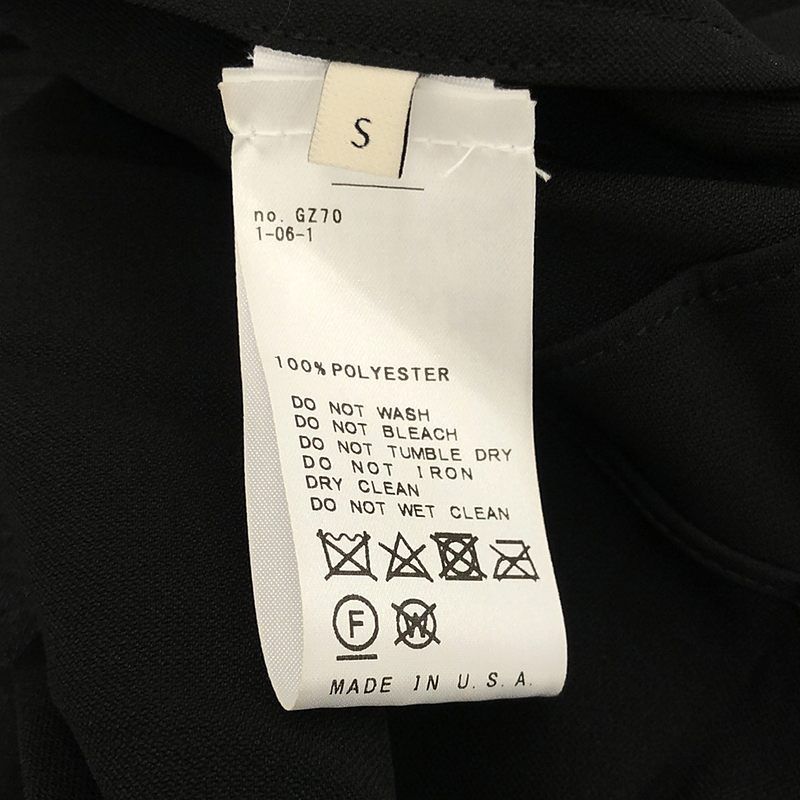 S
no. GZ70
1-06-1
100% POLYESTER
DO NOT WASH
DO NOT BLEACH
DO NOT TUMBLE DRY
DO NOT IRON
DRY CLEAN
DO NOT WET CLEAN
F W
MADE IN U.S.A.